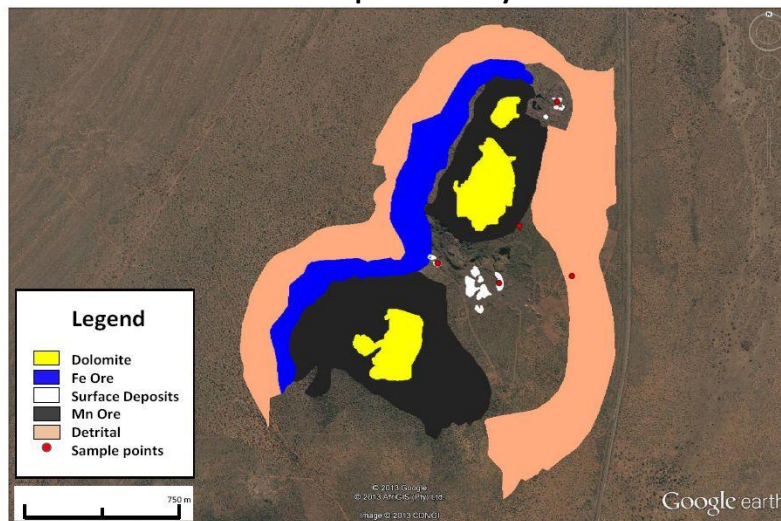 N
Legend
Dolomite
Fe Ore
Surface Deposits
Mn Ore
Detrital
Sample points
750 m
© 2013 Google
© 2013 AfriGIS (Pty) Ltd.
Image © 2013 CDNGI
Google earth